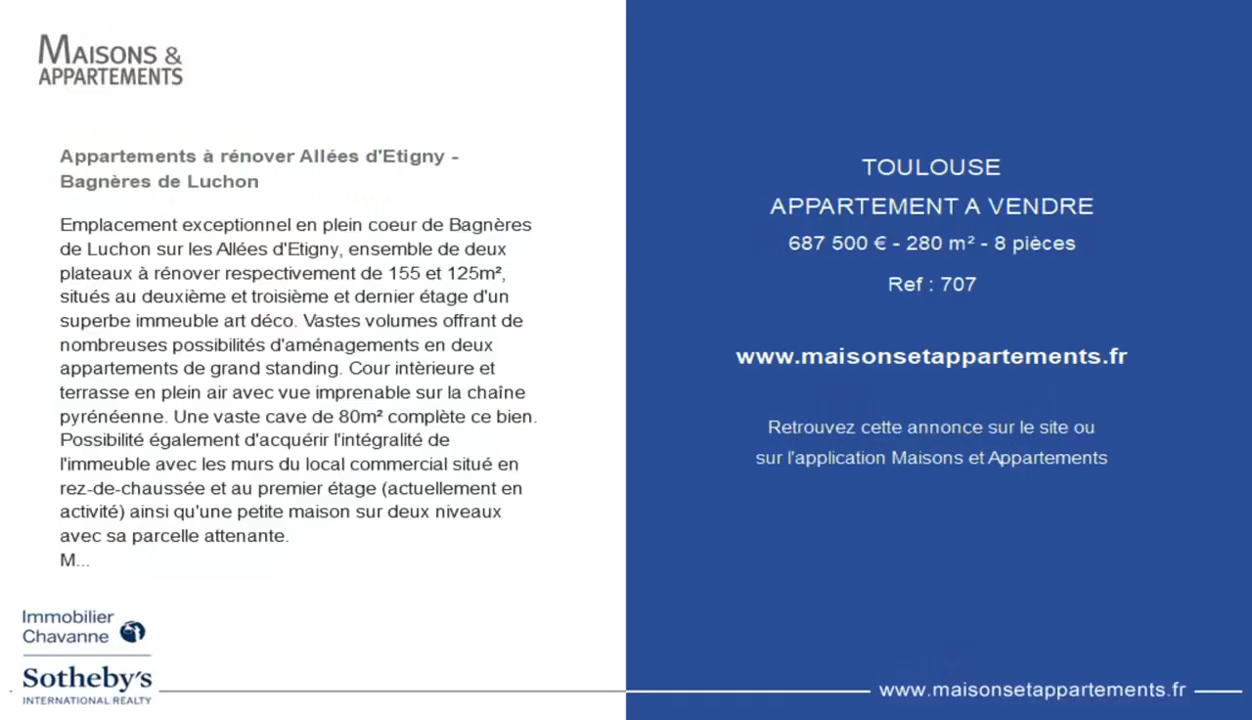 MAISONS &
APPARTEMENTS
Appartements à rénover Allées d'Etigny -
Bagnères de Luchon
Emplacement exceptionnel en plein coeur de Bagnères
de Luchon sur les Allées d'Etigny, ensemble de deux
plateaux à rénover respectivement de 155 et 125m²,
situés au deuxième et troisième et dernier étage d'un
superbe immeuble art déco. Vastes volumes offrant de
nombreuses possibilités d'aménagements en deux
appartements de grand standing. Cour intèrieure et
terrasse en plein air avec vue imprenable sur la chaîne
pyrénéenne. Une vaste cave de 80m² complète ce bien.
Possibilité également d'acquérir l'intégralité de
l'immeuble avec les murs du local commercial situé en
rez-de-chaussée et au premier étage (actuellement en
activité) ainsi qu'une petite maison sur deux niveaux
avec sa parcelle attenante.
M...
Immobilier
Chavanne
Sotheby's
INTERNATIONAL REALTY
TOULOUSE
APPARTEMENT A VENDRE
687 500 € - 280 m² - 8 pièces
Ref : 707
www.maisonsetappartements.fr
Retrouvez cette annonce sur le site ou
sur l'application Maisons et Appartements
www.maisonsetappartements.fr